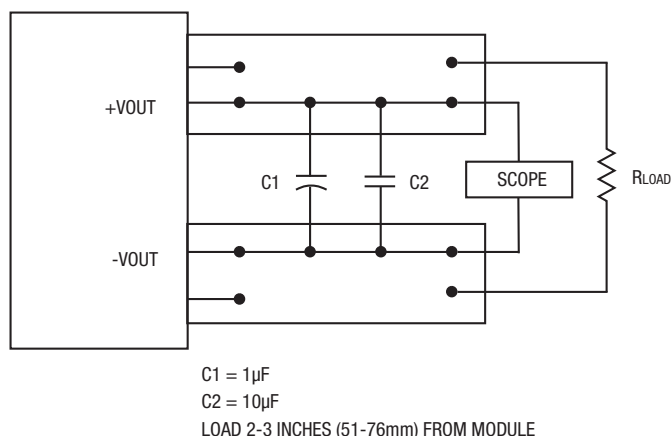 +VOUT
C1
C2
SCOPE
RLOAD
-VOUT
C1 = 1µF
C2 = 10µF
LOAD 2-3 INCHES (51-76mm) FROM MODULE